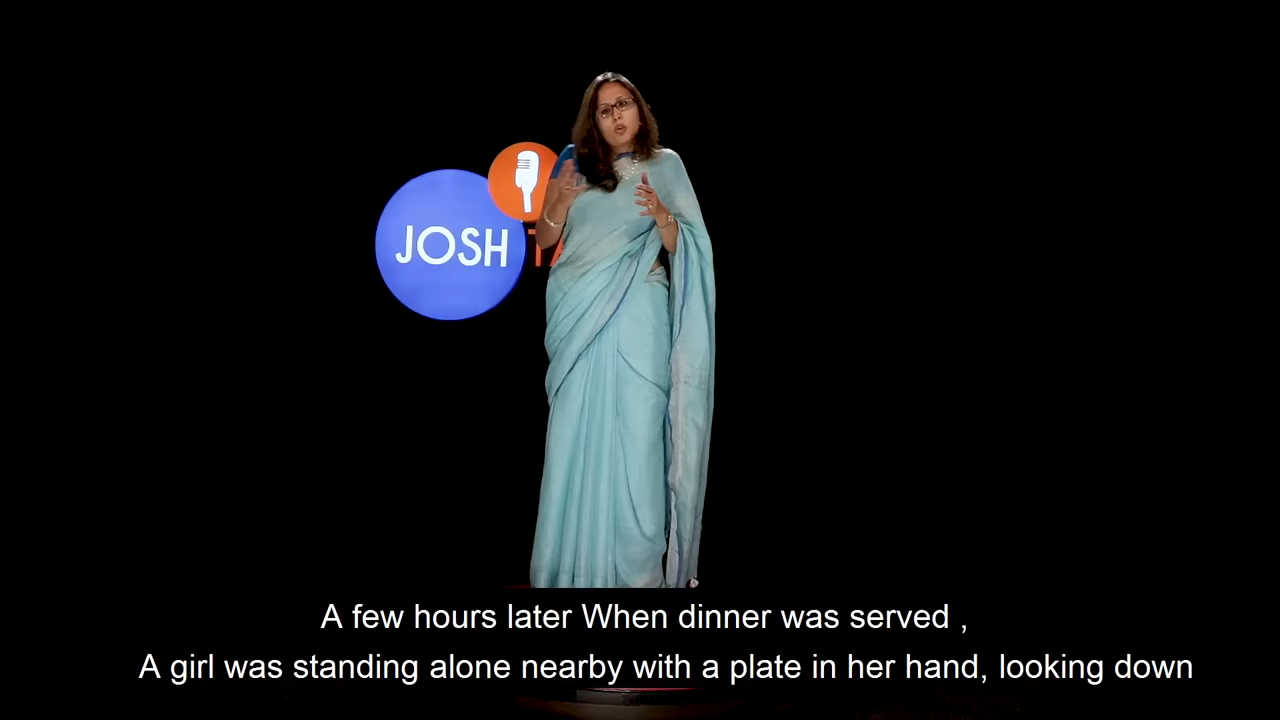 JOSH TA
A few hours later When dinner was served ,
A girl was standing alone nearby with a plate in her hand, looking down